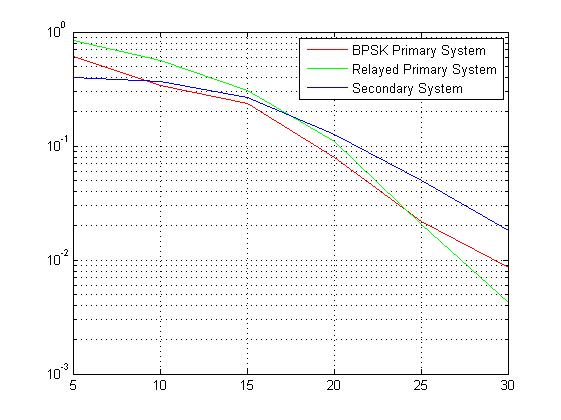 10^0
BPSK Primary System
Relayed Primary System
Secondary System
10^-1
10^-2
10^-3
5 10 15 20 25 30